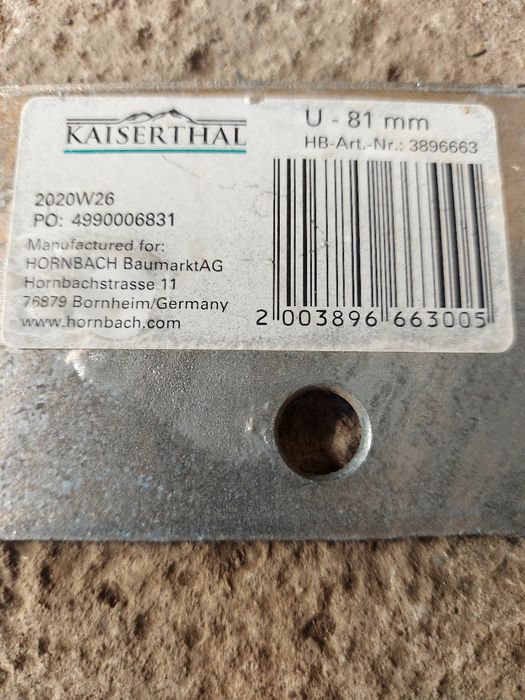 KAISERTHAL
U - 81 mm
HB-Art.-Nr.: 3896663
2020W26
PO: 4990006831
Manufactured for:
HORNBACH BaumarktAG
Hornbachstrasse 11
76879 Bornheim/Germany
www.hornbach.com
2 003896 663005